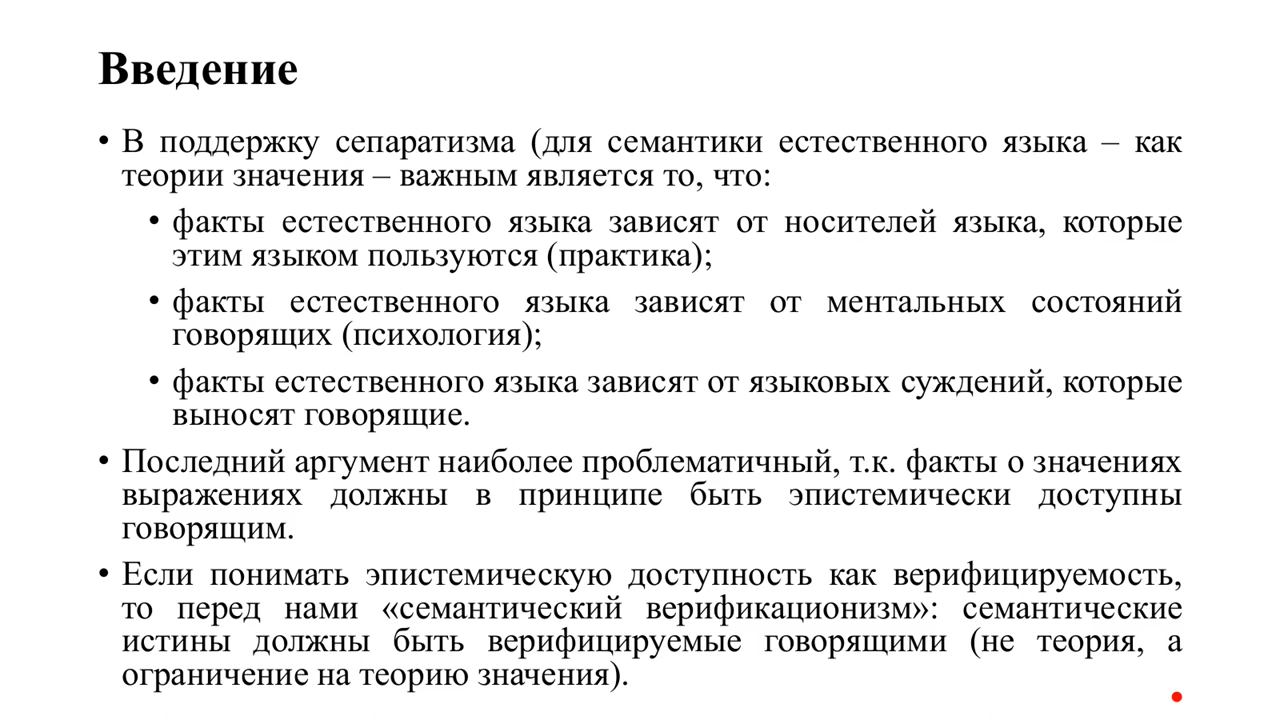 Введение
• В поддержку сепаратизма (для семантики естественного языка – как
теории значения – важным является то, что:
• факты естественного языка зависят от носителей языка, которые
этим языком пользуются (практика);
• факты естественного языка зависят от ментальных состояний
говорящих (психология);
• факты естественного языка зависят от языковых суждений, которые
выносят говорящие.
• Последний аргумент наиболее проблематичный, т.к. факты о значениях
выражениях должны в принципе быть эпистемически доступны
говорящим.
• Если понимать эпистемическую доступность как верифицируемость,
то перед нами «семантический верификационизм»: семантические
истины должны быть верифицируемые говорящими (не теория, а
ограничение на теорию значения).